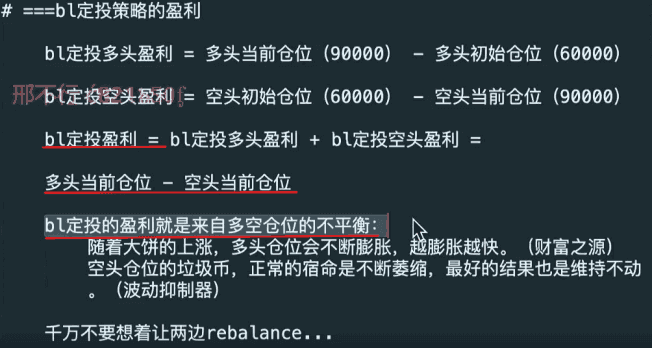 # ===bl定投策略的盈利
bl定投多头盈利 = 多头当前仓位（90000） - 多头初始仓位（60000）
bl定投空头盈利 = 空头初始仓位（60000） - 空头当前仓位（90000）
bl定投盈利 = bl定投多头盈利 + bl定投空头盈利 =
多头当前仓位 - 空头当前仓位
bl定投的盈利就是来自多空仓位的不平衡：
随着大饼的上涨，多头仓位会不断膨胀，越膨胀越快。（财富之源）
空头仓位的垃圾币，正常的宿命是不断萎缩，最好的结果也是维持不动
。（波动抑制器）
千万不要想着让两边rebalance...